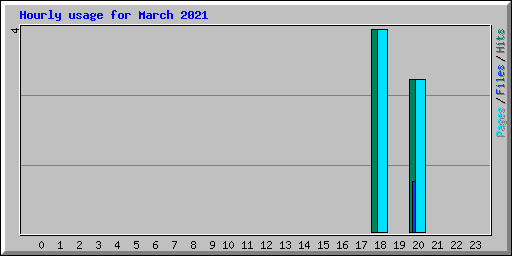 Hourly usage for March 2021
4
Pages/Files/Hits
0 1 2 3 4 5 6 7 8 9 10 11 12 13 14 15 16 17 18 19 20 21 22 23